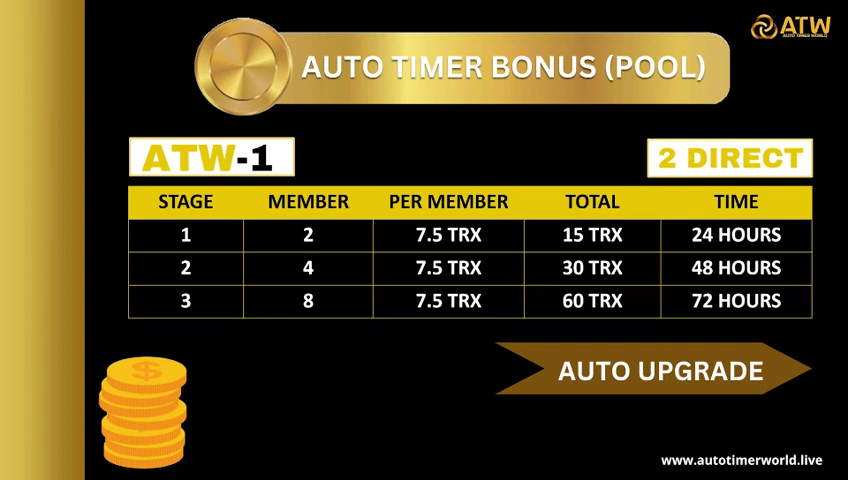 ATW
AUTO TIMER WORLD
AUTO TIMER BONUS (POOL)
ATW-1
2 DIRECT
STAGE MEMBER PER MEMBER TOTAL TIME
1 2 7.5 TRX 15 TRX 24 HOURS
2 4 7.5 TRX 30 TRX 48 HOURS
3 8 7.5 TRX 60 TRX 72 HOURS
$
AUTO UPGRADE
www.autotimerworld.live